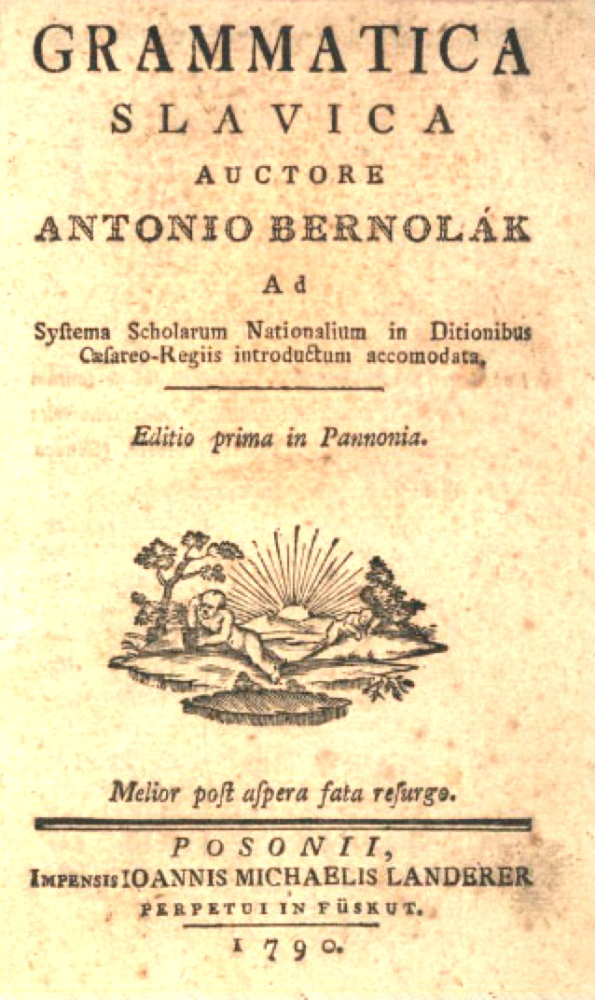 GRAMMATICA
SLAVICA
AUCTORE
ANTONIO BERNOLÁK
Ad
Syſtema Scholarum Nationalium in Ditionibus
Cæſareo-Regiis introductum accomodata.
Editio prima in Pannonia.
Melior poſt aſpera fata reſurgo.
POSONII,
IMPENSIS IOANNIS MICHAELIS LANDERER
PERPETUI IN FÜSKUT.
1790.